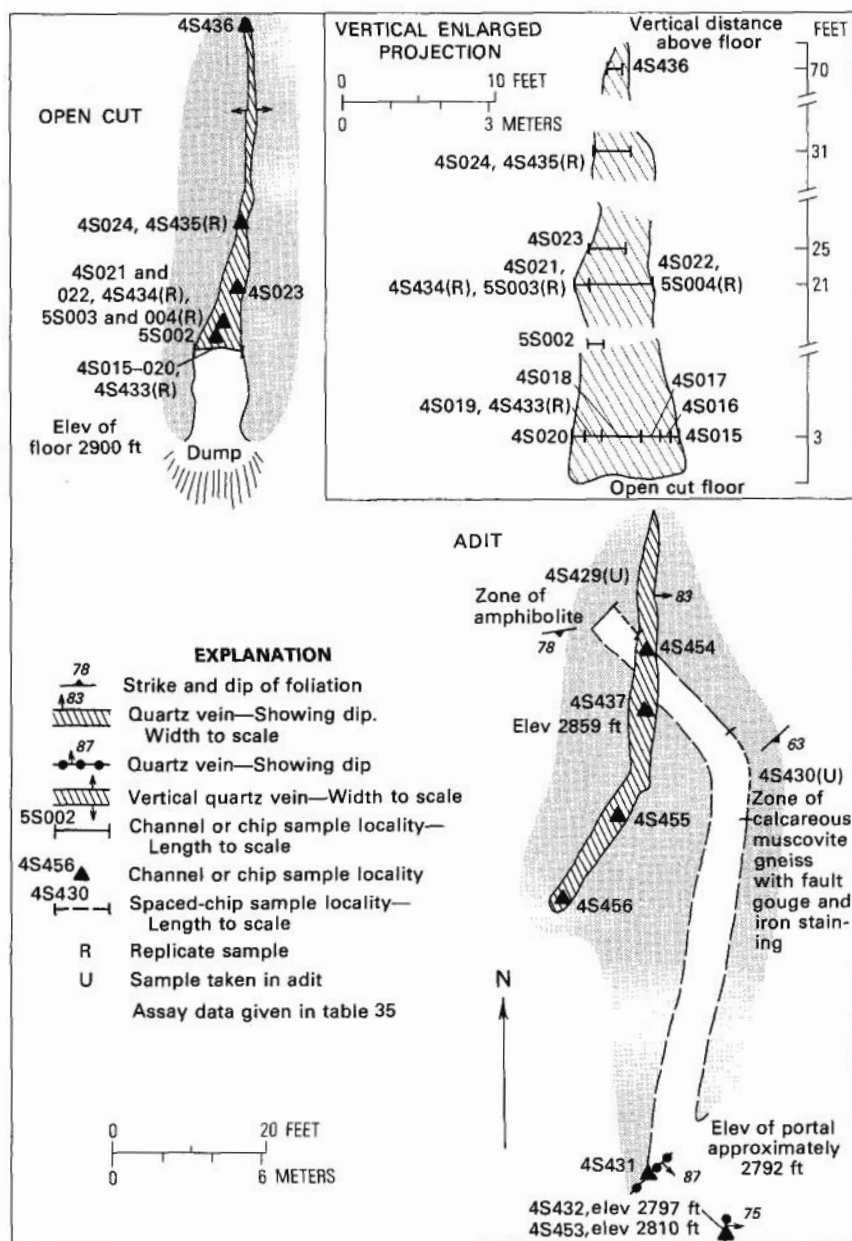 4S436
OPEN CUT
4S024, 4S435(R)
4S021 and
022, 4S434(R),
5S003 and 004(R)
4S023
5S002
4S015–020,
4S433(R)
Elev of
floor 2900 ft
Dump
VERTICAL ENLARGED
PROJECTION
0 10 FEET
0 3 METERS
Vertical distance
above floor
FEET
4S436
70
4S024, 4S435(R)
31
4S023
25
4S021,
4S434(R), 5S003(R)
4S022,
5S004(R)
21
5S002
4S018
4S017
4S019, 4S433(R)
4S016
4S020
4S015
3
Open cut floor
ADIT
4S429(U)
83
Zone of
amphibolite
78
4S454
4S437
Elev 2859 ft
63
4S430(U)
Zone of
calcareous
muscovite
gneiss
with fault
gouge and
iron stain-
ing
4S455
4S456
N
Elev of portal
approximately
2792 ft
4S431
87
4S432, elev 2797 ft
4S453, elev 2810 ft
75
EXPLANATION
78
Strike and dip of foliation
83
Quartz vein—Showing dip.
Width to scale
87
Quartz vein—Showing dip
Vertical quartz vein—Width to scale
5S002
Channel or chip sample locality—
Length to scale
4S456
Channel or chip sample locality
4S430
Spaced-chip sample locality—
Length to scale
R Replicate sample
U Sample taken in adit
Assay data given in table 35
0 20 FEET
0 6 METERS